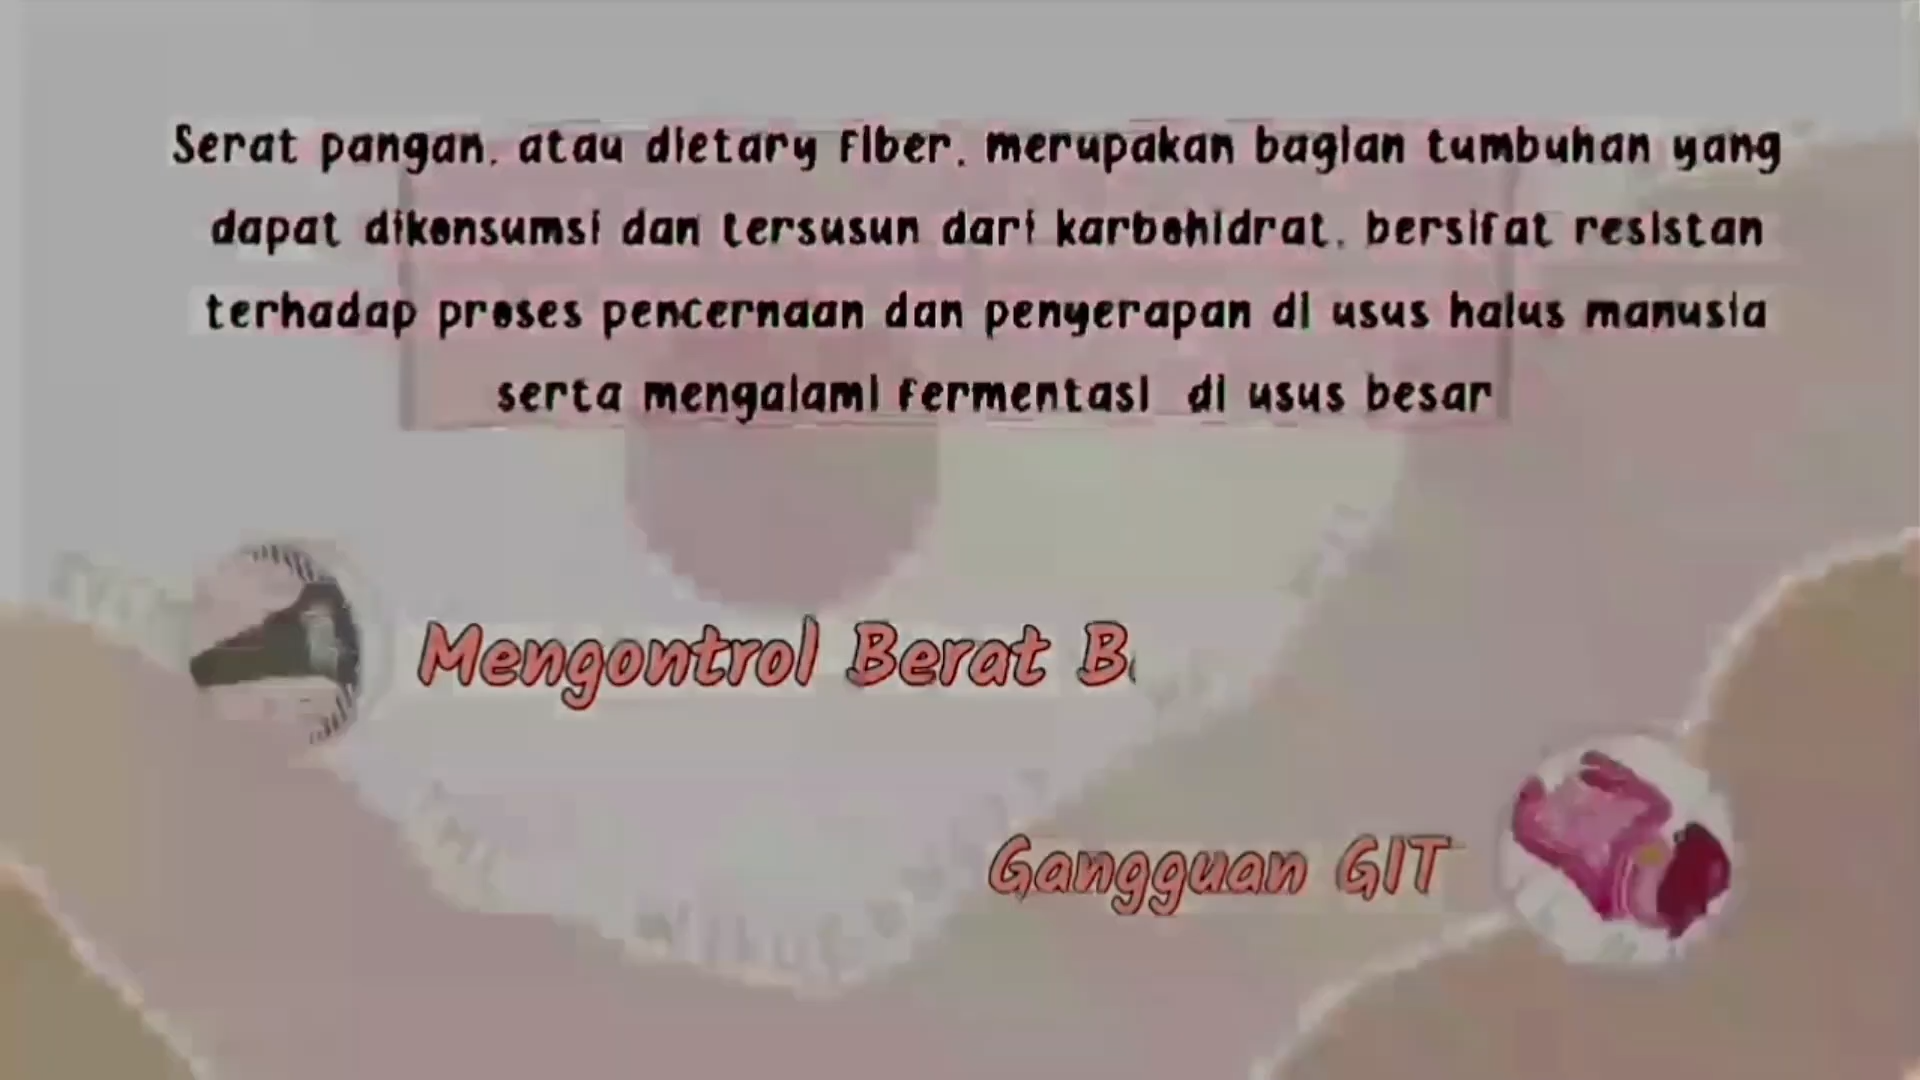 Serat pangan, atau dietary fiber, merupakan bagian tumbuhan yang
dapat dikonsumsi dan tersusun dari karbohidrat, bersifat resistan
terhadap proses pencernaan dan penyerapan di usus halus manusia
serta mengalami fermentasi di usus besar
Mengontrol Berat B
Gangguan GIT